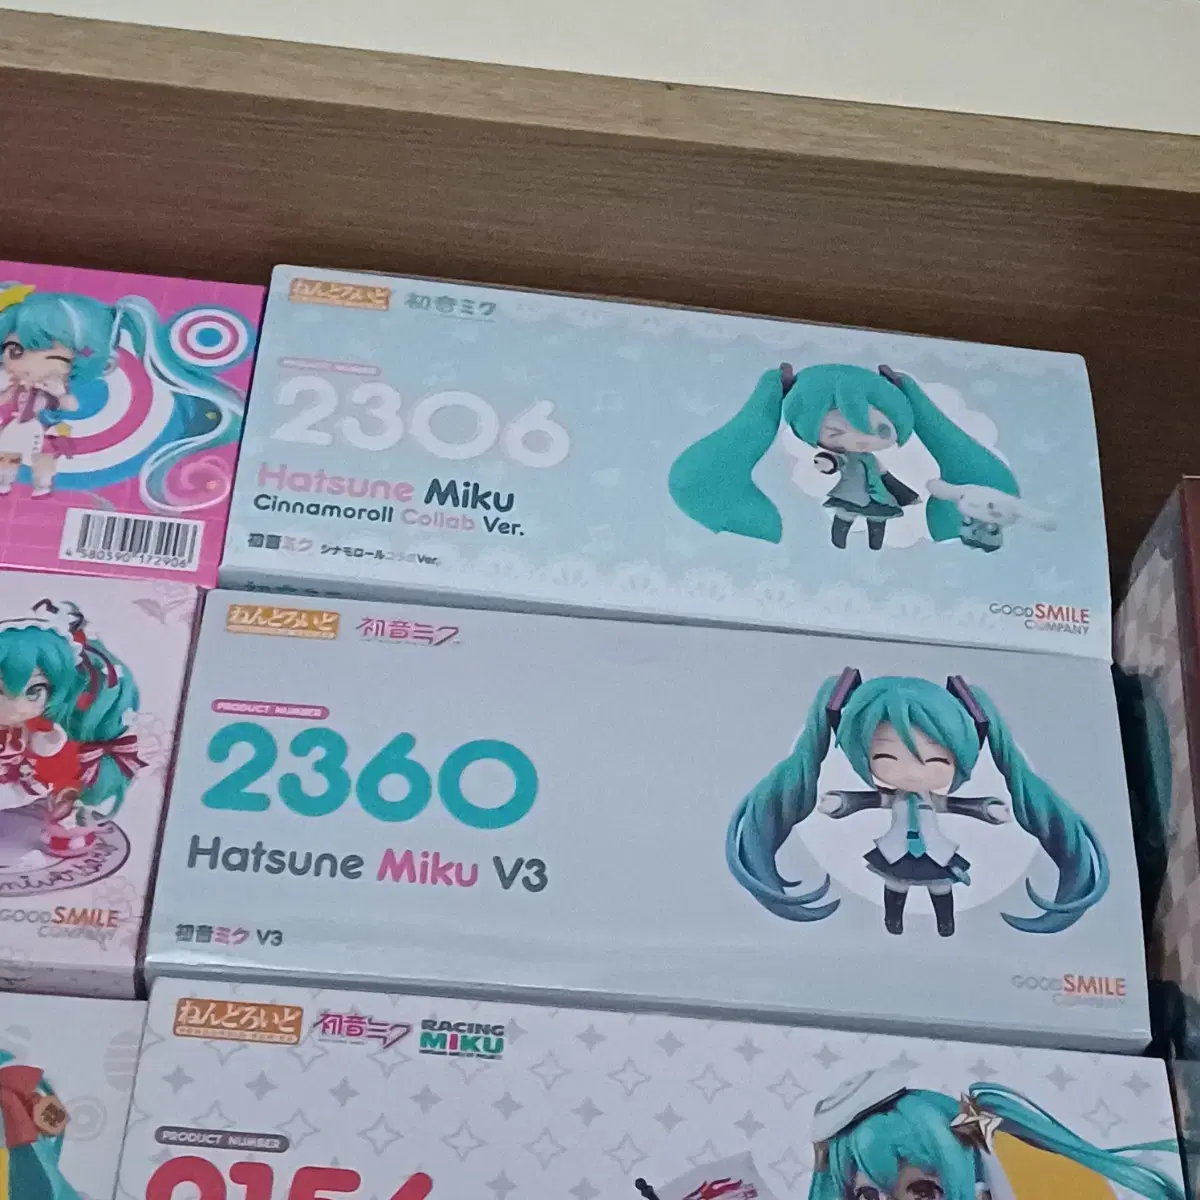 ねんどろいど 初音ミク
PRODUCT NUMBER
2306
Hatsune Miku
Cinnamoroll Collab Ver.
初音ミク シナモロールコラボVer.
GOOD SMILE
COMPANY
4 580590 172906
ねんどろいど 初音ミク
PRODUCT NUMBER
2360
Hatsune Miku V3
初音ミク V3
GOOD SMILE
COMPANY
GOOD SMILE
COMPANY
ねんどろいど 初音ミク RACING
MIKU
PRODUCT NUMBER